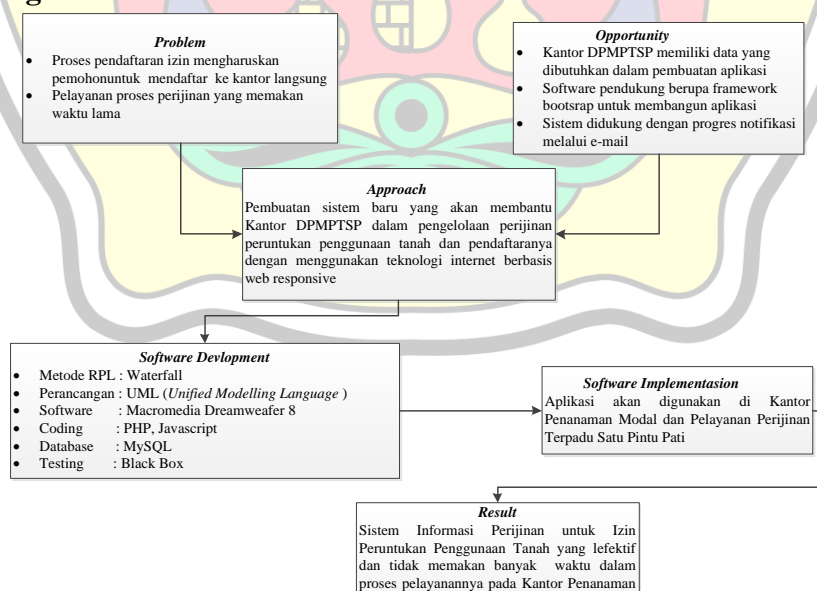 Problem
• Proses pendaftaran izin mengharuskan
pemohonuntuk mendaftar ke kantor langsung
• Pelayanan proses perijinan yang memakan
waktu lama
Opportunity
• Kantor DPMPTSP memiliki data yang
dibutuhkan dalam pembuatan aplikasi
• Software pendukung berupa framework
bootsrap untuk membangun aplikasi
• Sistem didukung dengan progres notifikasi
melalui e-mail
Approach
Pembuatan sistem baru yang akan membantu
Kantor DPMPTSP dalam pengelolaan perijinan
peruntukan penggunaan tanah dan pendaftaranya
dengan menggunakan teknologi internet berbasis
web responsive
Software Devlopment
• Metode RPL : Waterfall
• Perancangan : UML (Unified Modelling Language )
• Software : Macromedia Dreamweafer 8
• Coding : PHP, Javascript
• Database : MySQL
• Testing : Black Box
Software Implementasion
Aplikasi akan digunakan di Kantor
Penanaman Modal dan Pelayanan Perijinan
Terpadu Satu Pintu Pati
Result
Sistem Informasi Perijinan untuk Izin
Peruntukan Penggunaan Tanah yang lefektif
dan tidak memakan banyak waktu dalam
proses pelayanannya pada Kantor Penanaman